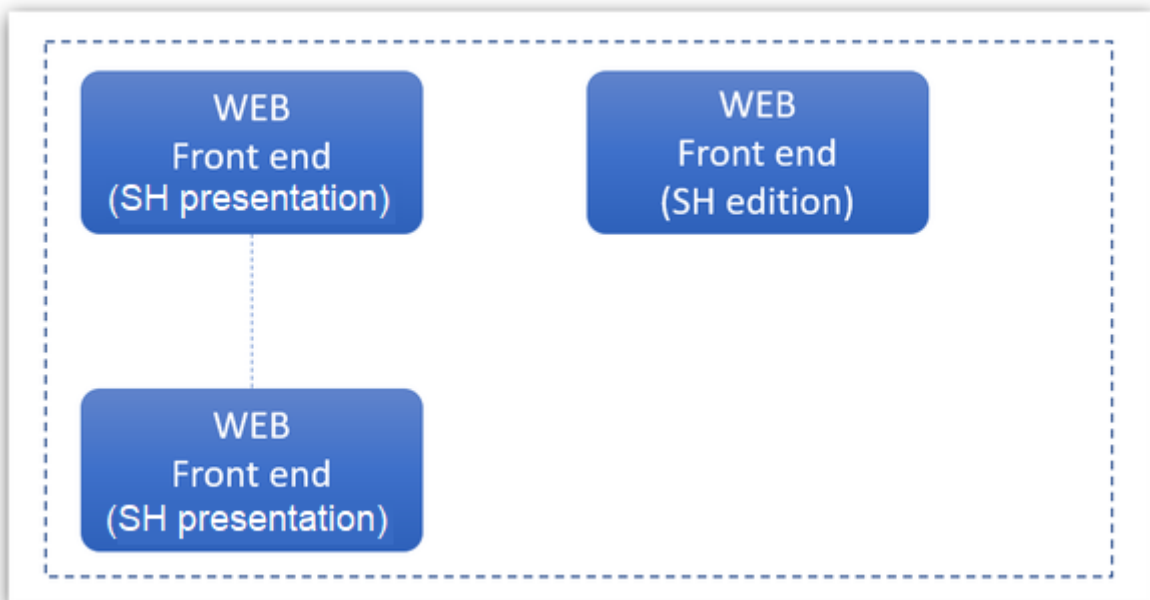 WEB
Front end
(SH presentation)
WEB
Front end
(SH edition)
WEB
Front end
(SH presentation)